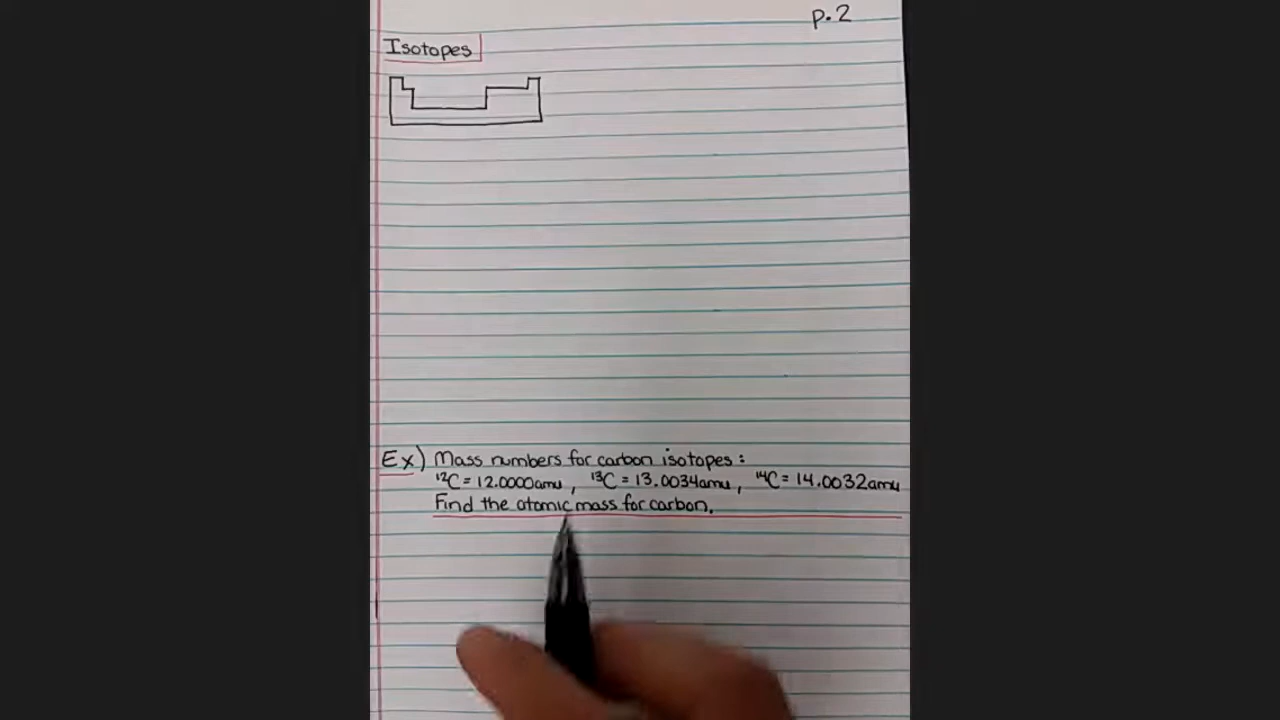 p.2
Isotopes
Ex) Mass numbers for carbon isotopes:
¹²C = 12.0000amu, ¹³C = 13.0034amu, ¹⁴C = 14.0032amu
Find the atomic mass for carbon.